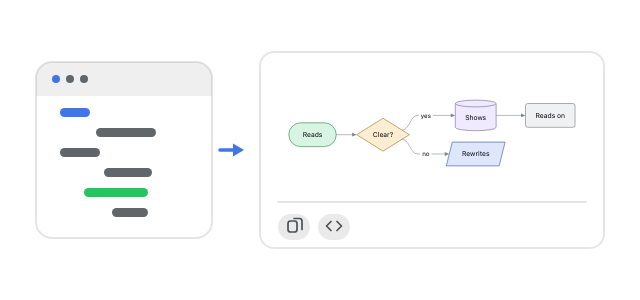 Reads
Clear?
yes
Shows
Reads on
no
Rewrites